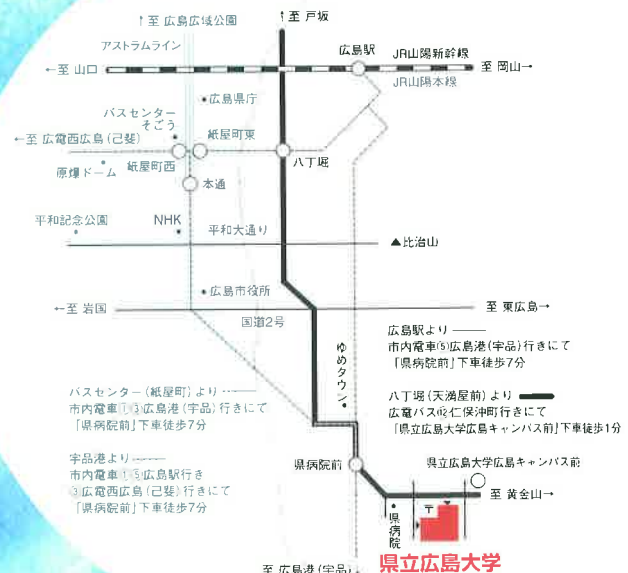 ↑至 広島広域公園
↑至 戸坂
アストラムライン
広島駅
JR山陽新幹線
←至 山口
至 岡山→
JR山陽本線
広島県庁
バスセンター
そごう
紙屋町東
←至 広電西広島(己斐)
原爆ドーム
紙屋町西
八丁堀
本通
平和記念公園
NHK
平和大通り
▲比治山
広島市役所
←至 岩国
至 東広島→
国道2号
ゆめタウン
広島駅より
市内電車⑤広島港(宇品)行きにて
「県病院前」下車徒歩7分
バスセンター(紙屋町)より
市内電車①③広島港(宇品)行きにて
「県病院前」下車徒歩7分
八丁堀(天満屋前)より
広電バス⑫仁保沖町行きにて
「県立広島大学広島キャンパス前」下車徒歩1分
宇品港より
市内電車①⑤広島駅行き
③広電西広島(己斐)行きにて
「県病院前」下車徒歩7分
県病院前
県立広島大学広島キャンパス前
至 黄金山→
〒
県病院
県立広島大学
至 広島港(宇品)↓